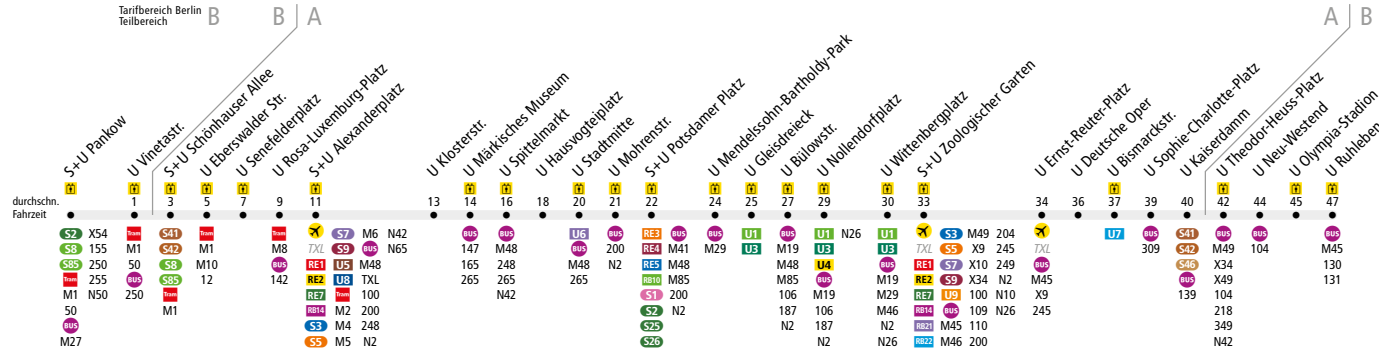 Tarifbereich Berlin
Teilbereich
B
B
A
A
B
S+U Pankow
U Vinetastr.
S+U Schönhauser Allee
U Eberswalder Str.
U Senefelderplatz
U Rosa-Luxemburg-Platz
S+U Alexanderplatz
U Klosterstr.
U Märkisches Museum
U Spittelmarkt
U Hausvogteiplatz
U Stadtmitte
U Mohrenstr.
S+U Potsdamer Platz
U Mendelssohn-Bartholdy-Park
U Gleisdreieck
U Bülowstr.
U Nollendorfplatz
U Wittenbergplatz
S+U Zoologischer Garten
U Ernst-Reuter-Platz
U Deutsche Oper
U Bismarckstr.
U Sophie-Charlotte-Platz
U Kaiserdamm
U Theodor-Heuss-Platz
U Neu-Westend
U Olympia-Stadion
U Ruhleben
durchschn.
Fahrzeit
1 3 5 7 9 11 13 14 16 18 20 21 22 24 25 27 29 30 33 34 36 37 39 40 42 44 45 47
S2 X54
S8 155
S85 250
Tram 255
M1 N50
50
BUS
M27
Tram
M1
50
BUS
250
S41
S42
S8
S85
Tram
M1
Tram
M1
M10
12
Tram
M8
BUS
142
TXL
RE1
RE2
RE7
RB14
S3
S5
S7 M6 N42
S9 BUS N65
U5 M48
U8 TXL
Tram 100
M2 200
M4 248
M5 N2
BUS
147
165
265
BUS
M48
248
265
N42
U6
BUS
M48
265
BUS
200
N2
RE3 BUS
RE4 M41
RE5 M48
RB10 M85
S1 200
S2 N2
S25
S26
BUS
M29
U1
U3
BUS
M19
M48
M85
106
187
N2
U1 N26
U3
U4
BUS
M19
106
187
N2
U1
U3
BUS
M19
M29
M46
N26
TXL
RE1
RE2
RE7
RB14
RB21
RB22
S3 M49 204
S5 X9 245
S7 X10 249
S9 X34 N2
U9 100 N10
BUS 109 N26
M45 110
M46 200
TXL
BUS
M45
X9
245
U7
BUS
309
S41
S42
S46
BUS
139
BUS
M49
X34
X49
104
218
349
N42
BUS
104
BUS
M45
130
131